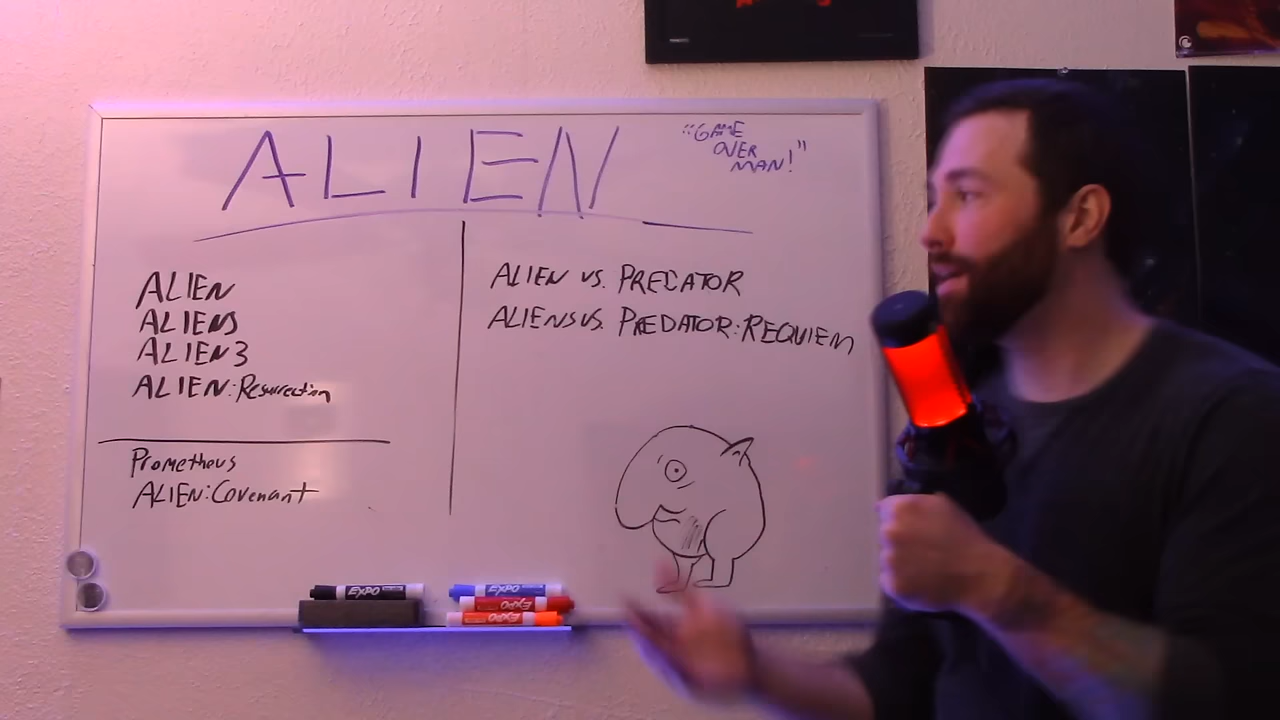 ALIEN
"GAME
OVER
MAN!"
ALIEN
ALIENS
ALIEN3
ALIEN: Resurrection
Prometheus
ALIEN: Covenant
ALIEN VS. PREDATOR
ALIENS VS. PREDATOR: REQUIEM
EXPO
EXPO
EXPO
EXPO